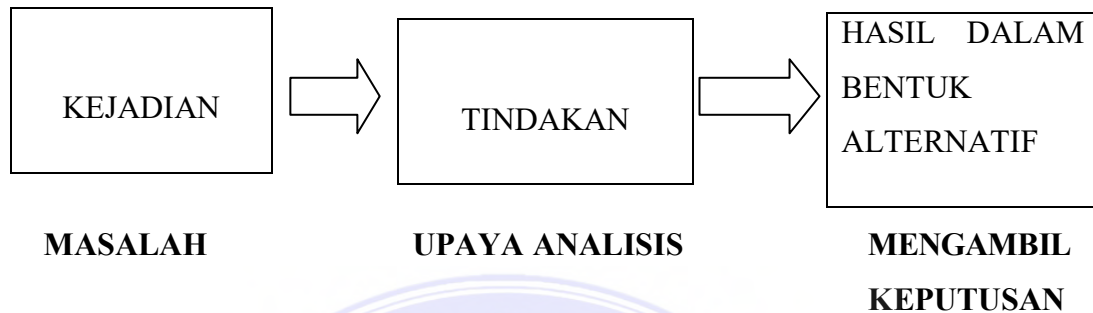 KEJADIAN
TINDAKAN
HASIL DALAM
BENTUK
ALTERNATIF
MASALAH
UPAYA ANALISIS
MENGAMBIL
KEPUTUSAN